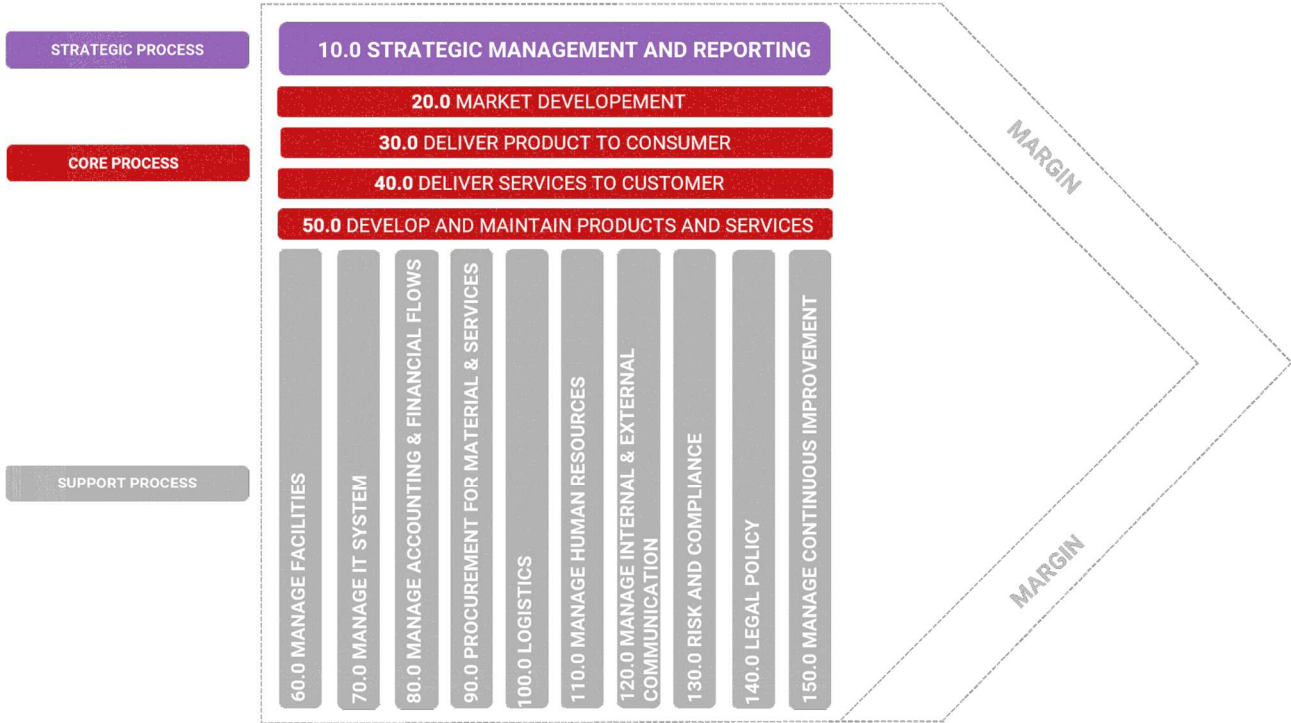 STRATEGIC PROCESS
10.0 STRATEGIC MANAGEMENT AND REPORTING
20.0 MARKET DEVELOPEMENT
CORE PROCESS
30.0 DELIVER PRODUCT TO CONSUMER
40.0 DELIVER SERVICES TO CUSTOMER
50.0 DEVELOP AND MAINTAIN PRODUCTS AND SERVICES
SUPPORT PROCESS
60.0 MANAGE FACILITIES
70.0 MANAGE IT SYSTEM
80.0 MANAGE ACCOUNTING & FINANCIAL FLOWS
90.0 PROCUREMENT FOR MATERIAL & SERVICES
100.0 LOGISTICS
110.0 MANAGE HUMAN RESOURCES
120.0 MANAGE INTERNAL & EXTERNAL
COMMUNICATION
130.0 RISK AND COMPLIANCE
140.0 LEGAL POLICY
150.0 MANAGE CONTINUOUS IMPROVEMENT
MARGIN
MARGIN